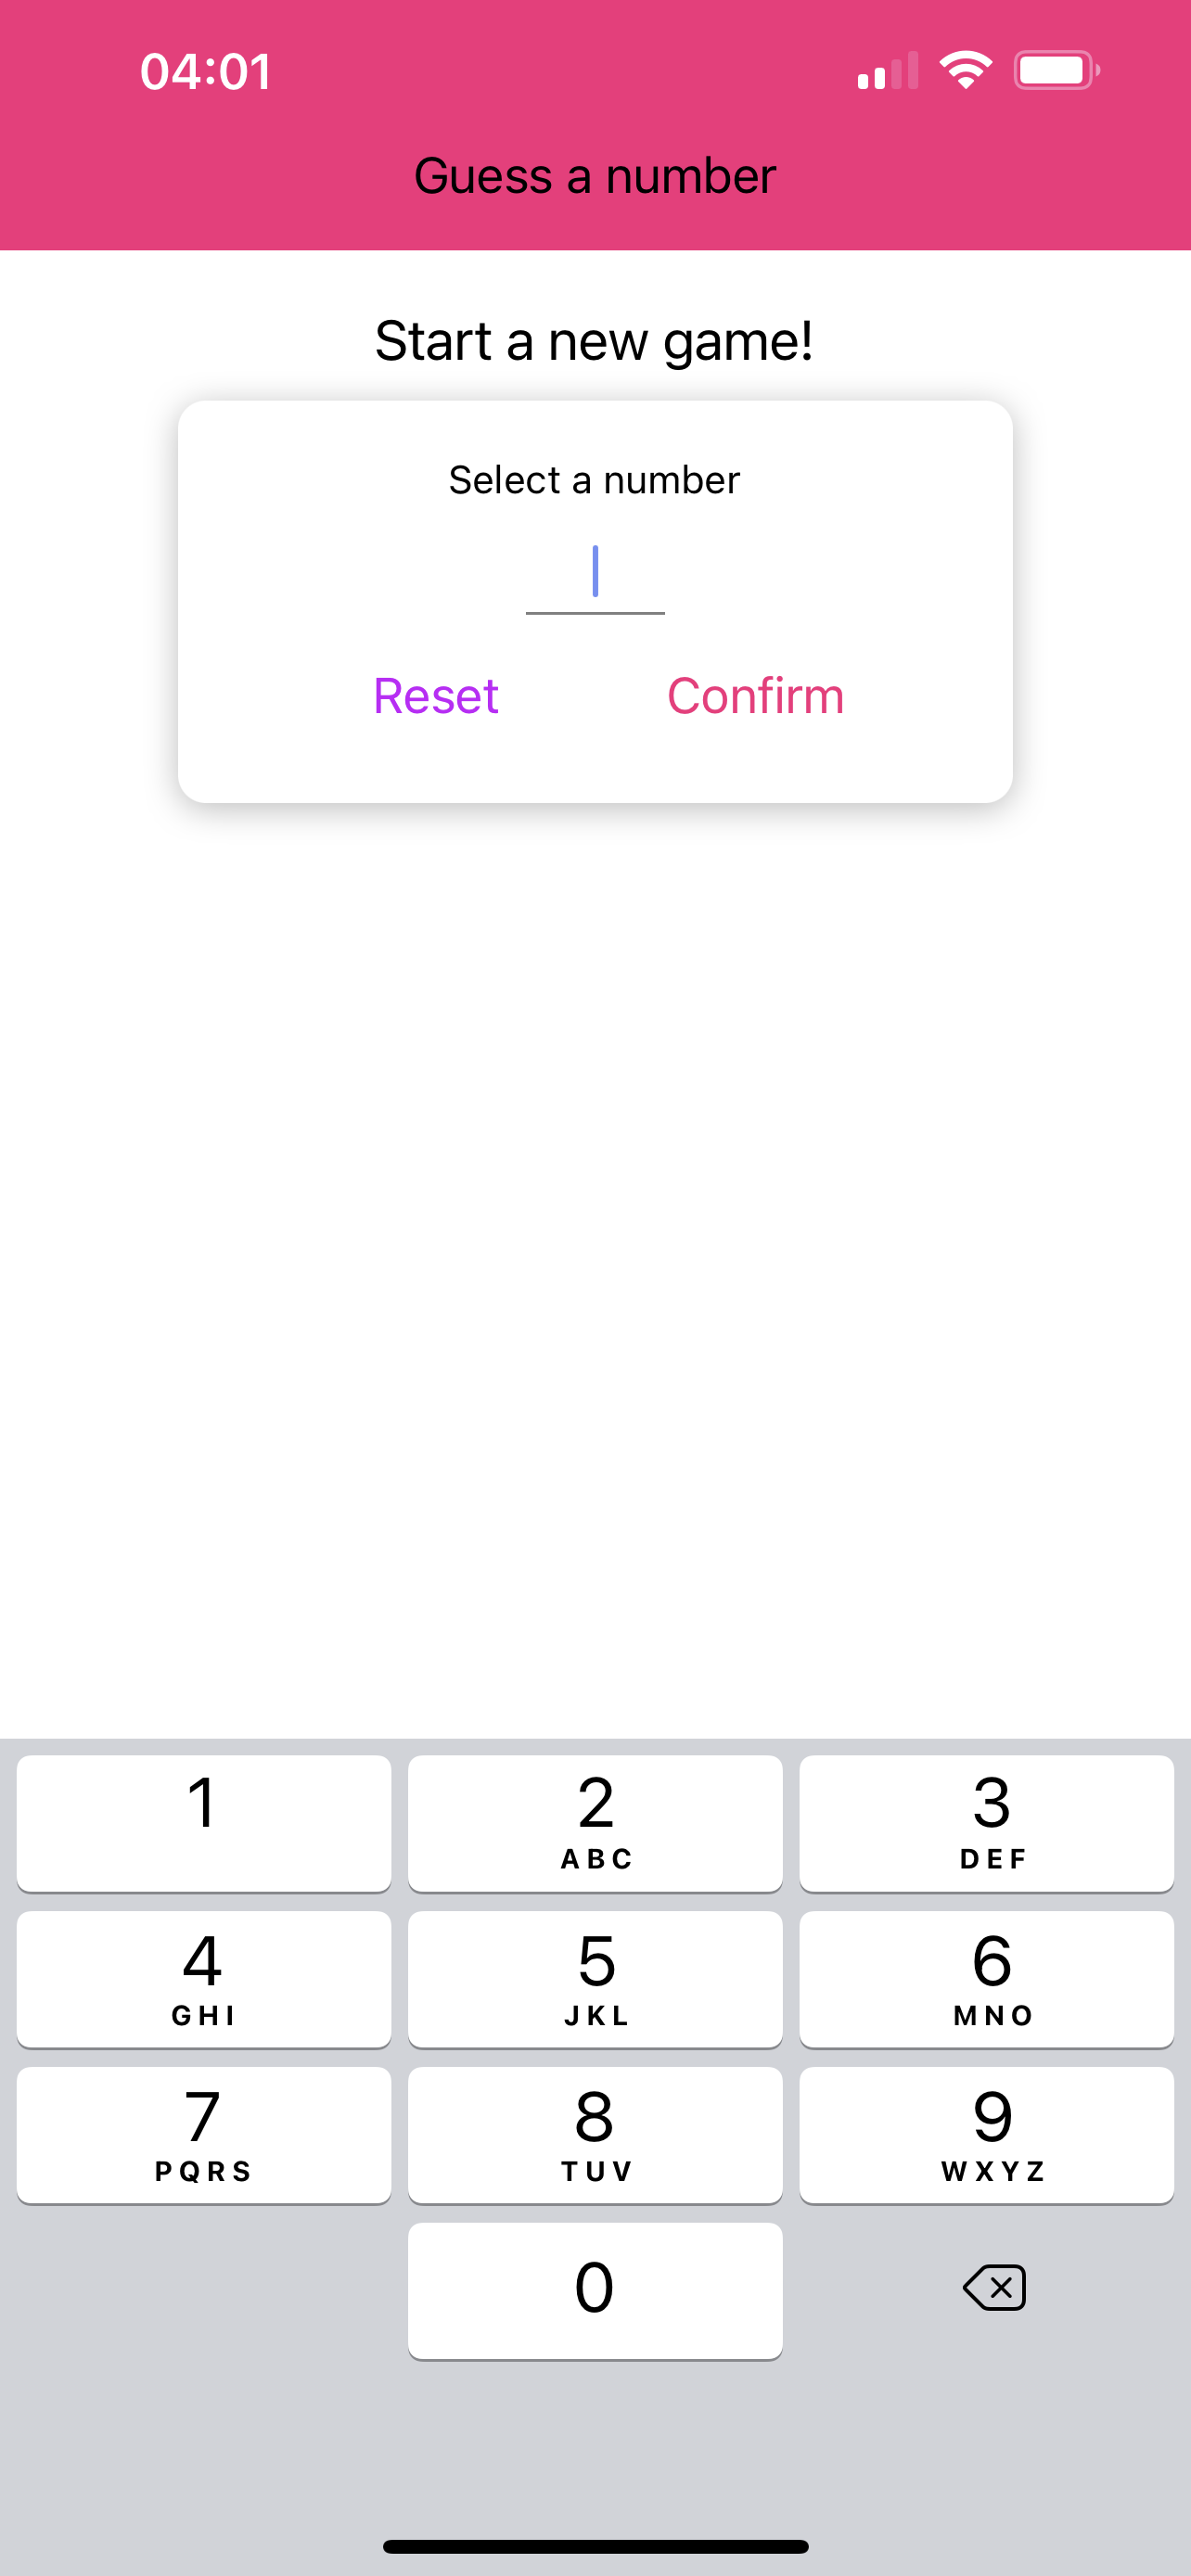 04:01
Guess a number
Start a new game!
Select a number
Reset Confirm
1 2 3
ABC DEF
4 5 6
GHI JKL MNO
7 8 9
PQRS TUV WXYZ
0